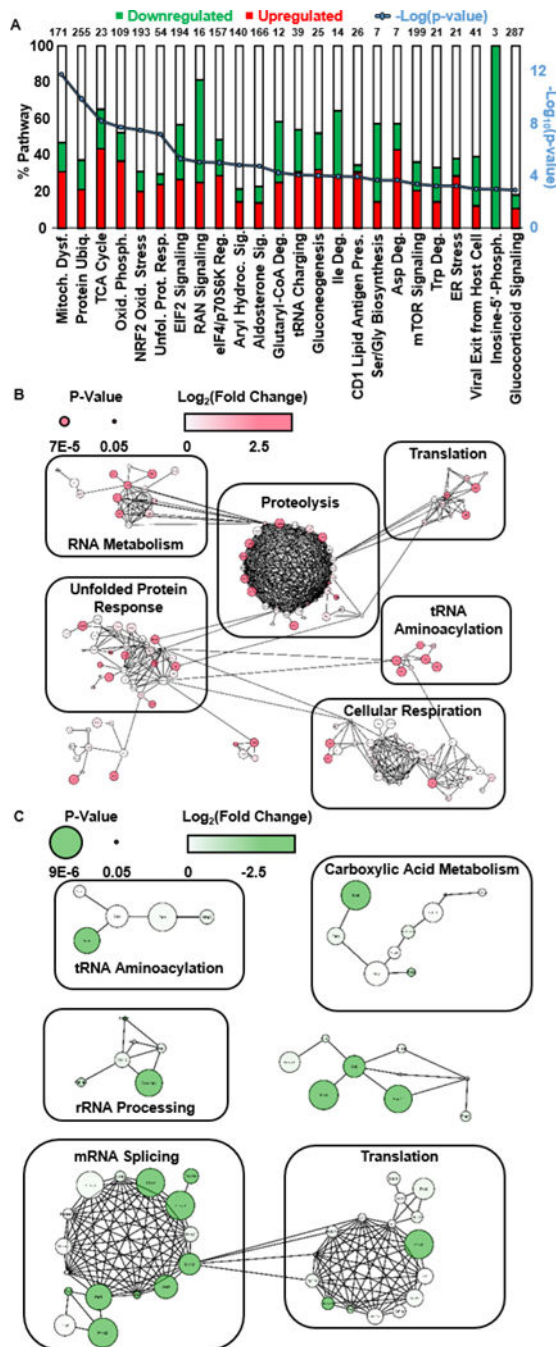 A
Downregulated Upregulated -Log(p-value)
171 255 23 109 193 54 194 16 157 140 166 12 39 25 14 26 7 7 199 19 21 41 3 287
100
80
60
40
20
0
% Pathway
12
8
4
0
-Log10(p-value)
Mitoch. Dysf.
Protein Ubiq.
TCA Cycle
Oxid. Phosph.
NRF2 Oxid. Stress
Unfol. Prot. Resp.
EIF2 Signaling
RAN Signaling
eIF4/p70S6K Reg.
Aryl Hydroc. Sig.
Aldosterone Sig.
Glutaryl-CoA Deg.
tRNA Charging
Gluconeogenesis
Ile Deg.
CD1 Lipid Antigen Pres.
Ser/Gly Biosynthesis
Asp Deg.
mTOR Signaling
Trp Deg.
ER Stress
Viral Exit from Host Cell
Inosine-5'-Phosph.
Glucocorticoid Signaling
B
P-Value Log2(Fold Change)
7E-5 0.05 0 2.5
Translation
Proteolysis
RNA Metabolism
Unfolded Protein
Response
tRNA
Aminoacylation
Cellular Respiration
C
P-Value Log2(Fold Change)
9E-6 0.05 0 -2.5
Carboxylic Acid Metabolism
tRNA Aminoacylation
rRNA Processing
mRNA Splicing
Translation